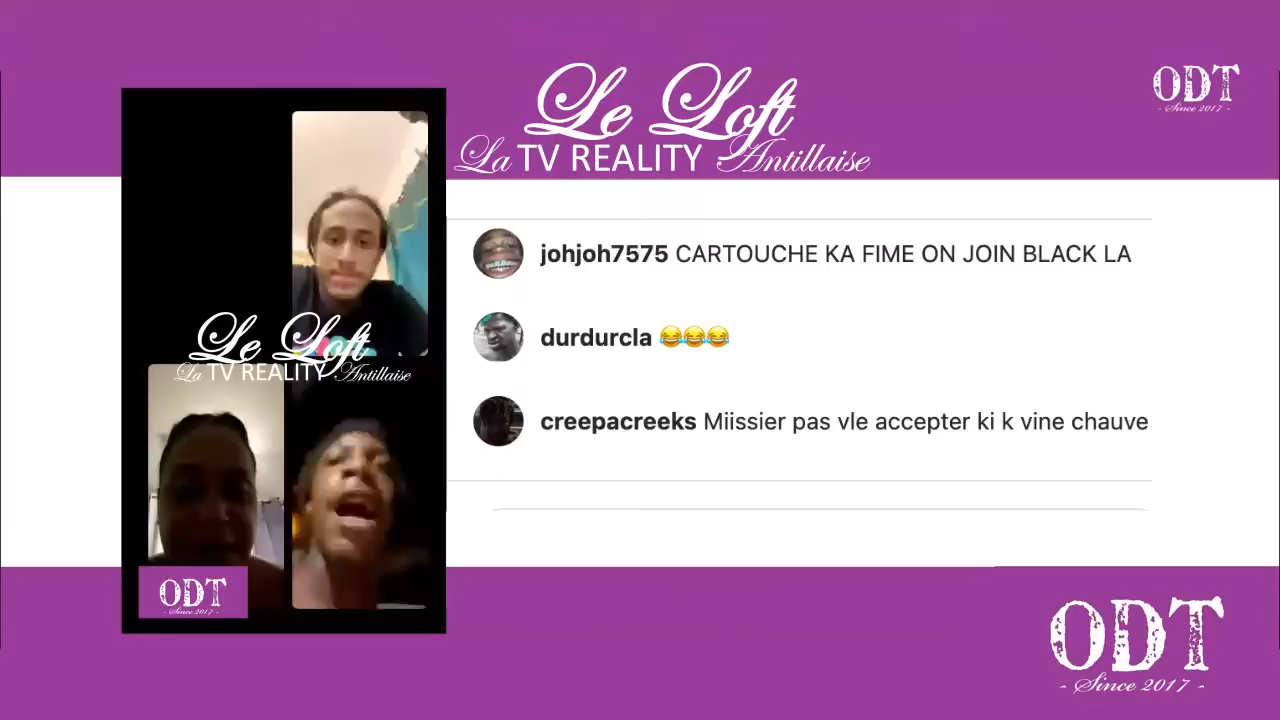 Le Loft
La TV REALITY Antillaise
ODT
- Since 2017 -
johjoh7575 CARTOUCHE KA FIME ON JOIN BLACK LA
durdurcla 😂😂😂
creepacreeks Miissier pas vle accepter ki k vine chauve
Le Loft
La TV REALITY Antillaise
ODT
- Since 2017 -
ODT
- Since 2017 -